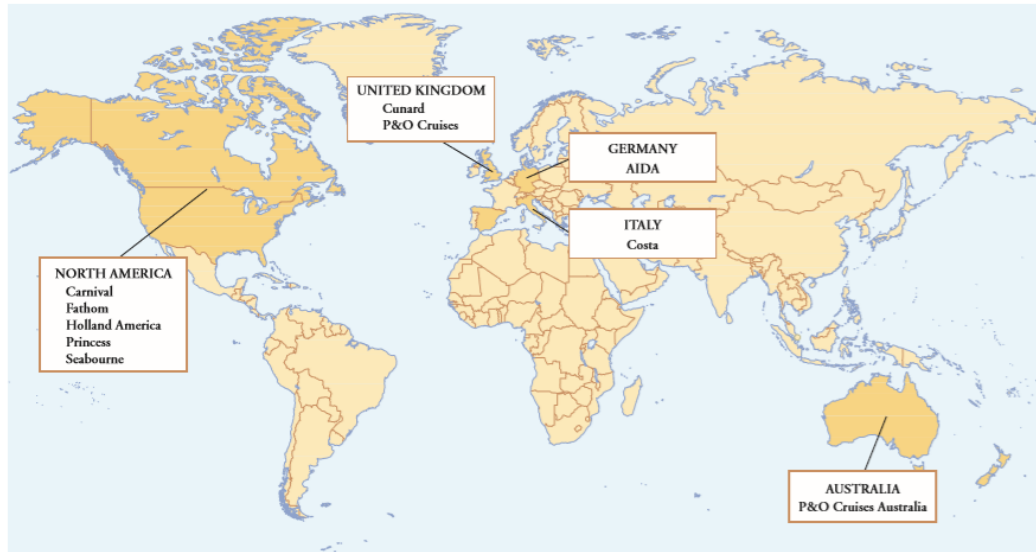 UNITED KINGDOM
Cunard
P&O Cruises
GERMANY
AIDA
ITALY
Costa
NORTH AMERICA
Carnival
Fathom
Holland America
Princess
Seabourne
AUSTRALIA
P&O Cruises Australia